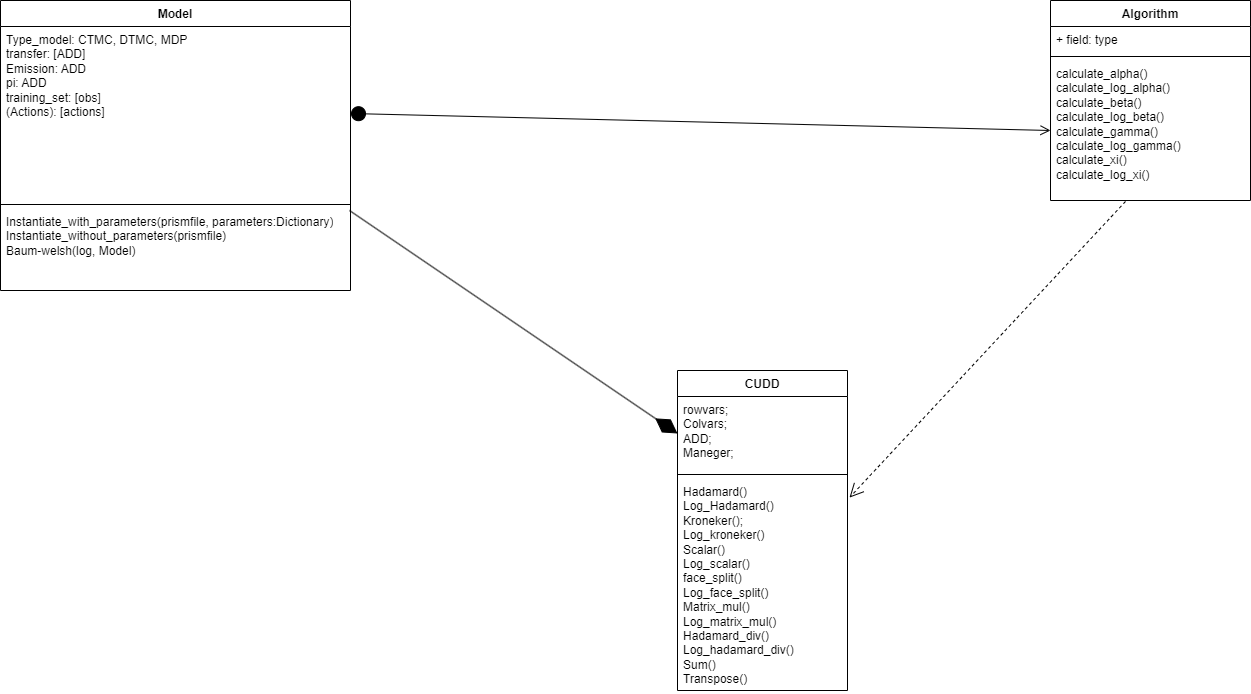 Model
Type_model: CTMC, DTMC, MDP
transfer: [ADD]
Emission: ADD
pi: ADD
training_set: [obs]
(Actions): [actions]
Instantiate_with_parameters(prismfile, parameters:Dictionary)
Instantiate_without_parameters(prismfile)
Baum-welsh(log, Model)
Algorithm
+ field: type
calculate_alpha()
calculate_log_alpha()
calculate_beta()
calculate_log_beta()
calculate_gamma()
calculate_log_gamma()
calculate_xi()
calculate_log_xi()
CUDD
rowvars;
Colvars;
ADD;
Maneger;
Hadamard()
Log_Hadamard()
Kroneker();
Log_kroneker()
Scalar()
Log_scalar()
face_split()
Log_face_split()
Matrix_mul()
Log_matrix_mul()
Hadamard_div()
Log_hadamard_div()
Sum()
Transpose()